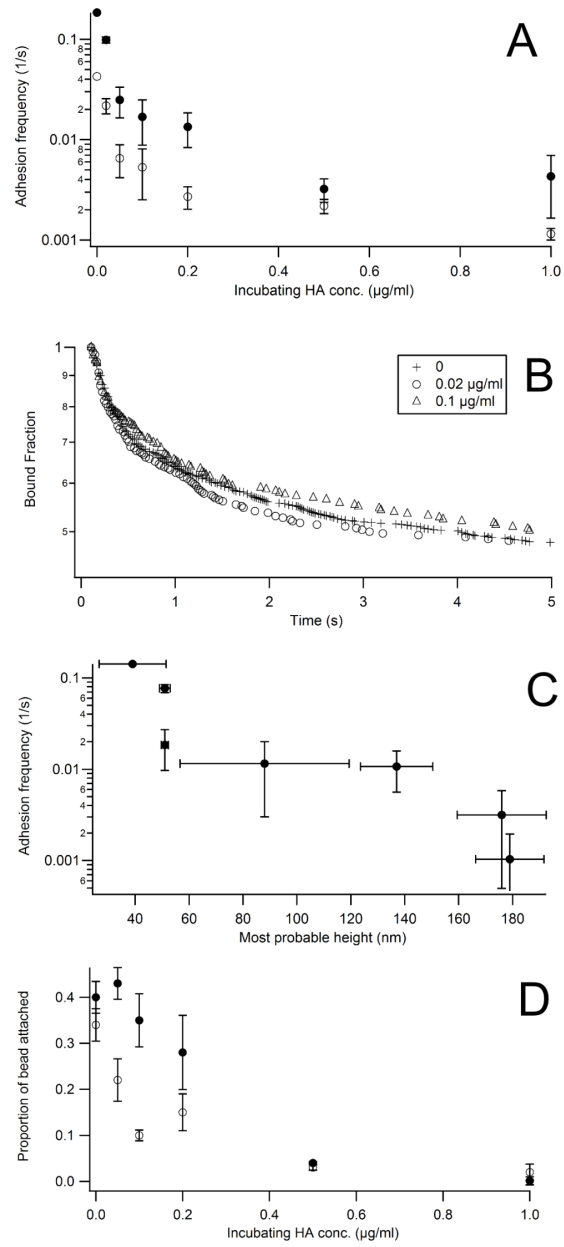 A
Adhesion frequency (1/s)
0.1
8
6
4
2
0.01
8
6
4
2
0.001
0.0 0.2 0.4 0.6 0.8 1.0
Incubating HA conc. (µg/ml)
B
Bound Fraction
1
9
8
7
6
5
0
0.02 µg/ml
0.1 µg/ml
0 1 2 3 4 5
Time (s)
C
Adhesion frequency (1/s)
0.1
8
6
4
2
0.01
8
6
4
2
0.001
8
6
40 60 80 100 120 140 160 180
Most probable height (nm)
D
Proportion of bead attached
0.4
0.3
0.2
0.1
0.0
0.0 0.2 0.4 0.6 0.8 1.0
Incubating HA conc. (µg/ml)